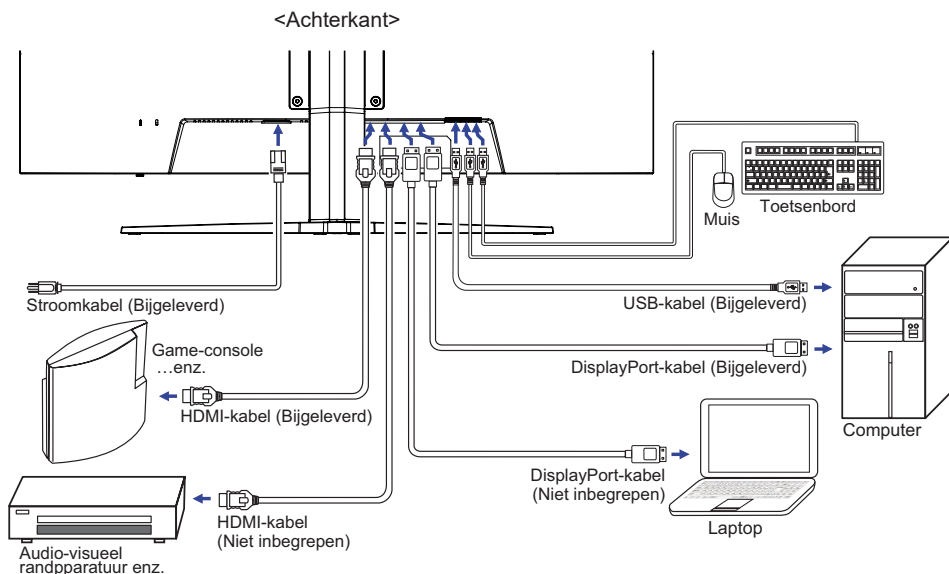 <Achterkant>
Muis
Toetsenbord
Stroomkabel (Bijgeleverd)
USB-kabel (Bijgeleverd)
Game-console
…enz.
DisplayPort-kabel (Bijgeleverd)
HDMI-kabel (Bijgeleverd)
Computer
DisplayPort-kabel
(Niet inbegrepen)
Laptop
HDMI-kabel
(Niet inbegrepen)
Audio-visueel
randpparatuur enz.